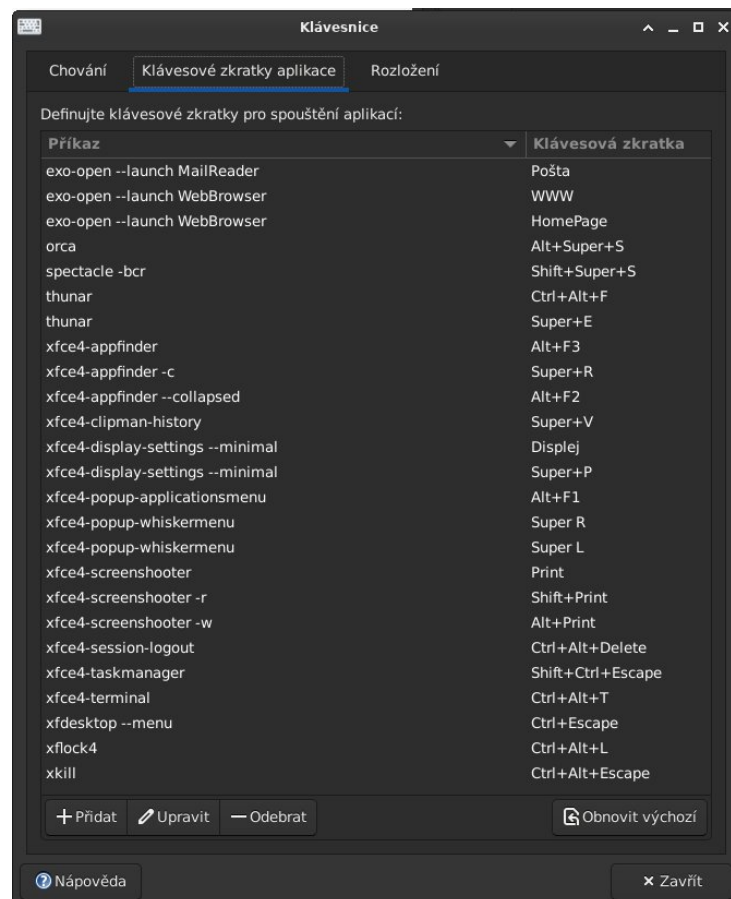 Klávesnice
Chování Klávesové zkratky aplikace Rozložení
Definujte klávesové zkratky pro spouštění aplikací:
Příkaz Klávesová zkratka
exo-open --launch MailReader Pošta
exo-open --launch WebBrowser WWW
exo-open --launch WebBrowser HomePage
orca Alt+Super+S
spectacle -bcr Shift+Super+S
thunar Ctrl+Alt+F
thunar Super+E
xfce4-appfinder Alt+F3
xfce4-appfinder -c Super+R
xfce4-appfinder --collapsed Alt+F2
xfce4-clipman-history Super+V
xfce4-display-settings --minimal Displej
xfce4-display-settings --minimal Super+P
xfce4-popup-applicationsmenu Alt+F1
xfce4-popup-whiskermenu Super R
xfce4-popup-whiskermenu Super L
xfce4-screenshooter Print
xfce4-screenshooter -r Shift+Print
xfce4-screenshooter -w Alt+Print
xfce4-session-logout Ctrl+Alt+Delete
xfce4-taskmanager Shift+Ctrl+Escape
xfce4-terminal Ctrl+Alt+T
xfdesktop --menu Ctrl+Escape
xflock4 Ctrl+Alt+L
xkill Ctrl+Alt+Escape
Přidat Upravit Odebrat Obnovit výchozí
Nápověda Zavřít